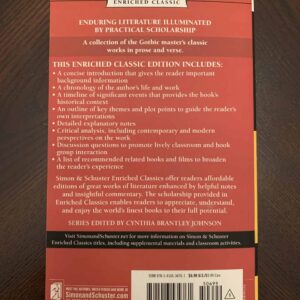 ENRICHED CLASSIC
ENDURING LITERATURE ILLUMINATED
BY PRACTICAL SCHOLARSHIP
A collection of the Gothic master's classic
works in prose and verse.
THIS ENRICHED CLASSIC EDITION INCLUDES:
• A concise introduction that gives the reader important
background information
• A chronology of the author's life and work
• A timeline of significant events that provides the book's
historical context
• An outline of key themes and plot points to guide the reader's
own interpretations
• Detailed explanatory notes
• Critical analysis, including contemporary and modern
perspectives on the work
• Discussion questions to promote lively classroom and book
group interaction
• A list of recommended related books and films to broaden
the reader's experience
Simon & Schuster Enriched Classics offer readers affordable
editions of great works of literature enhanced by helpful notes
and insightful commentary. The scholarship provided in
Enriched Classics enables readers to appreciate, understand,
and enjoy the world's finest books to their full potential.
SERIES EDITED BY CYNTHIA BRANTLEY JOHNSON
Visit SimonandSchuster.net for more information on Simon & Schuster
Enriched Classics titles, including supplemental materials and classroom activities.
50699
SimonandSchuster.com